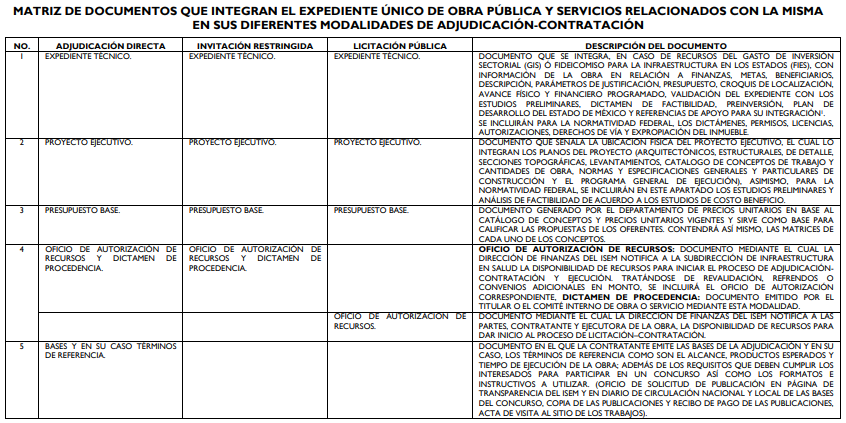 MATRIZ DE DOCUMENTOS QUE INTEGRAN EL EXPEDIENTE ÚNICO DE OBRA PÚBLICA Y SERVICIOS RELACIONADOS CON LA MISMA
EN SUS DIFERENTES MODALIDADES DE ADJUDICACIÓN-CONTRATACIÓN
NO. ADJUDICACIÓN DIRECTA INVITACIÓN RESTRINGIDA LICITACIÓN PÚBLICA DESCRIPCIÓN DEL DOCUMENTO
1 EXPEDIENTE TÉCNICO. EXPEDIENTE TÉCNICO. EXPEDIENTE TÉCNICO. DOCUMENTO QUE SE INTEGRA, EN CASO DE RECURSOS DEL GASTO DE INVERSIÓN
SECTORIAL (GIS) Ó FIDEICOMISO PARA LA INFRAESTRUCTURA EN LOS ESTADOS (FIES), CON
INFORMACIÓN DE LA OBRA EN RELACIÓN A FINANZAS, METAS, BENEFICIARIOS,
DESCRIPCIÓN, PARÁMETROS DE JUSTIFICACIÓN, PRESUPUESTO, CROQUIS DE LOCALIZACIÓN,
AVANCE FÍSICO Y FINANCIERO PROGRAMADO, VALIDACIÓN DEL EXPEDIENTE CON LOS
ESTUDIOS PRELIMINARES, DICTAMEN DE FACTIBILIDAD, PREINVERSIÓN, PLAN DE
DESARROLLO DEL ESTADO DE MÉXICO Y REFERENCIAS DE APOYO PARA SU INTEGRACIÓN.
SE INCLUIRÁN PARA LA NORMATIVIDAD FEDERAL, LOS DICTÁMENES, PERMISOS, LICENCIAS,
AUTORIZACIONES, DERECHOS DE VÍA Y EXPROPIACIÓN DEL INMUEBLE.
2 PROYECTO EJECUTIVO. PROYECTO EJECUTIVO. PROYECTO EJECUTIVO. DOCUMENTO QUE SEÑALA LA UBICACIÓN FÍSICA DEL PROYECTO EJECUTIVO, EL CUAL LO
INTEGRAN LOS PLANOS DEL PROYECTO (ARQUITECTÓNICOS, ESTRUCTURALES, DE DETALLE,
SECCIONES TOPOGRÁFICAS, LEVANTAMIENTOS, CATALOGO DE CONCEPTOS DE TRABAJO Y
CANTIDADES DE OBRA, NORMAS Y ESPECIFICACIONES GENERALES Y PARTICULARES DE
CONSTRUCCIÓN Y EL PROGRAMA GENERAL DE EJECUCIÓN), ASIMISMO, PARA LA
NORMATIVIDAD FEDERAL, SE INCLUIRÁN EN ESTE APARTADO LOS ESTUDIOS PRELIMINARES Y
ANÁLISIS DE FACTIBILIDAD DE ACUERDO A LOS ESTUDIOS DE COSTO BENEFICIO.
3 PRESUPUESTO BASE. PRESUPUESTO BASE. PRESUPUESTO BASE. DOCUMENTO GENERADO POR EL DEPARTAMENTO DE PRECIOS UNITARIOS EN BASE AL
CATÁLOGO DE CONCEPTOS Y PRECIOS UNITARIOS VIGENTES Y SIRVE COMO BASE PARA
CALIFICAR LAS PROPUESTAS DE LOS OFERENTES. CONTENDRÁ ASÍ MISMO, LAS MATRICES DE
CADA UNO DE LOS CONCEPTOS.
4 OFICIO DE AUTORIZACIÓN DE OFICIO DE AUTORIZACIÓN DE OFICIO DE AUTORIZACIÓN DE RECURSOS: DOCUMENTO MEDIANTE EL CUAL LA
RECURSOS Y DICTAMEN DE RECURSOS Y DICTAMEN DE DIRECCIÓN DE FINANZAS DEL ISEM NOTIFICA A LA SUBDIRECCIÓN DE INFRAESTRUCTURA
PROCEDENCIA. PROCEDENCIA. EN SALUD LA DISPONIBILIDAD DE RECURSOS PARA INICIAR EL PROCESO DE ADJUDICACIÓN-
CONTRATACIÓN Y EJECUCIÓN. TRATÁNDOSE DE REVALIDACIÓN, REFRENDOS O
CONVENIOS ADICIONALES EN MONTO, SE INCLUIRÁ EL OFICIO DE AUTORIZACIÓN
CORRESPONDIENTE, DICTAMEN DE PROCEDENCIA: DOCUMENTO EMITIDO POR EL
TITULAR O EL COMITÉ INTERNO DE OBRA O SERVICIO MEDIANTE ESTA MODALIDAD.
OFICIO DE AUTORIZACIÓN DE DOCUMENTO MEDIANTE EL CUAL LA DIRECCIÓN DE FINANZAS DEL ISEM NOTIFICA A LAS
RECURSOS. PARTES, CONTRATANTE Y EJECUTORA DE LA OBRA, LA DISPONIBILIDAD DE RECURSOS PARA
DAR INICIO AL PROCESO DE LICITACIÓN–CONTRATACIÓN.
5 BASES Y EN SU CASO TÉRMINOS DOCUMENTO EN EL QUE LA CONTRATANTE EMITE LAS BASES DE LA ADJUDICACIÓN Y EN SU
DE REFERENCIA. CASO, LOS TÉRMINOS DE REFERENCIA COMO SON EL ALCANCE, PRODUCTOS ESPERADOS Y
TIEMPO DE EJECUCIÓN DE LA OBRA; ADEMÁS DE LOS REQUISITOS QUE DEBEN CUMPLIR LOS
INTERESADOS PARA PARTICIPAR EN UN CONCURSO ASÍ COMO LOS FORMATOS E
INSTRUCTIVOS A UTILIZAR. (OFICIO DE SOLICITUD DE PUBLICACIÓN EN PÁGINA DE
TRANSPARENCIA DEL ISEM Y EN DIARIO DE CIRCULACIÓN NACIONAL Y LOCAL DE LAS BASES
DEL CONCURSO, COPIA DE LAS PUBLICACIONES Y RECIBO DE PAGO DE LAS PUBLICACIONES,
ACTA DE VISITA AL SITIO DE LOS TRABAJOS).